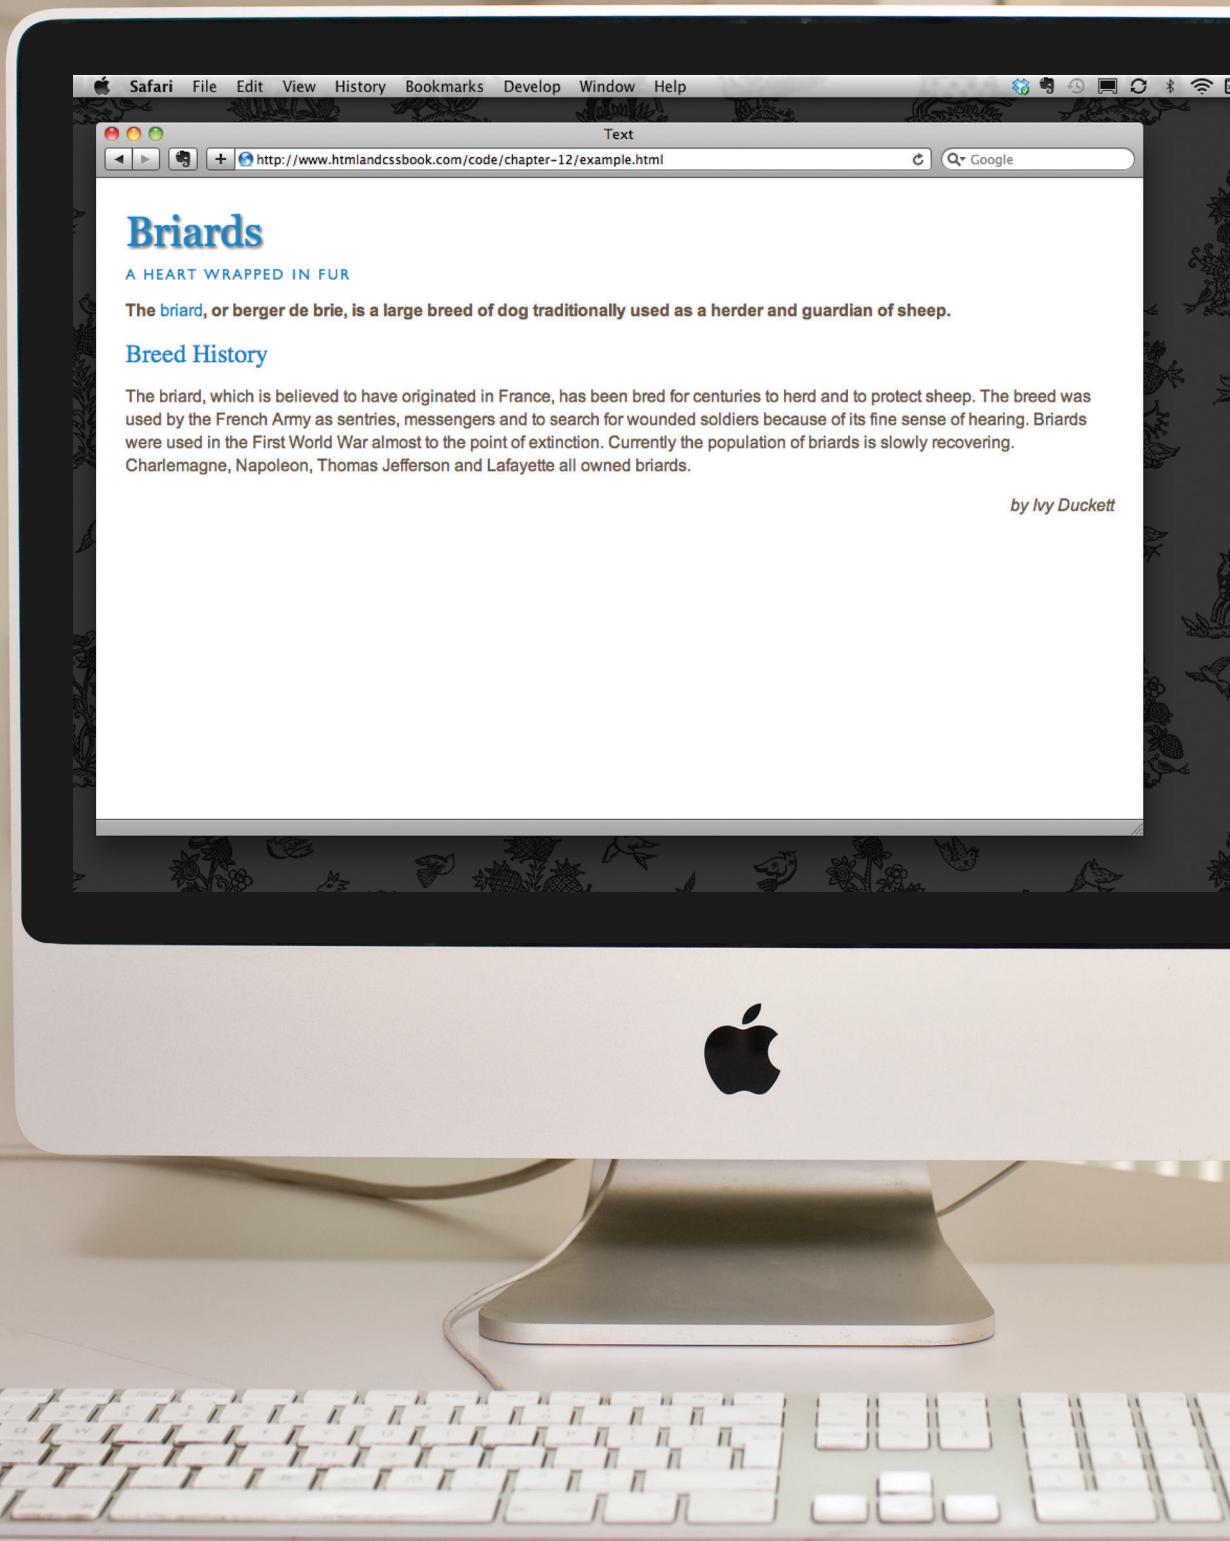 Safari File Edit View History Bookmarks Develop Window Help
Text
http://www.htmlandcssbook.com/code/chapter-12/example.html
Google
Briards
A HEART WRAPPED IN FUR
The briard, or berger de brie, is a large breed of dog traditionally used as a herder and guardian of sheep.
Breed History
The briard, which is believed to have originated in France, has been bred for centuries to herd and to protect sheep. The breed was
used by the French Army as sentries, messengers and to search for wounded soldiers because of its fine sense of hearing. Briards
were used in the First World War almost to the point of extinction. Currently the population of briards is slowly recovering.
Charlemagne, Napoleon, Thomas Jefferson and Lafayette all owned briards.
by Ivy Duckett